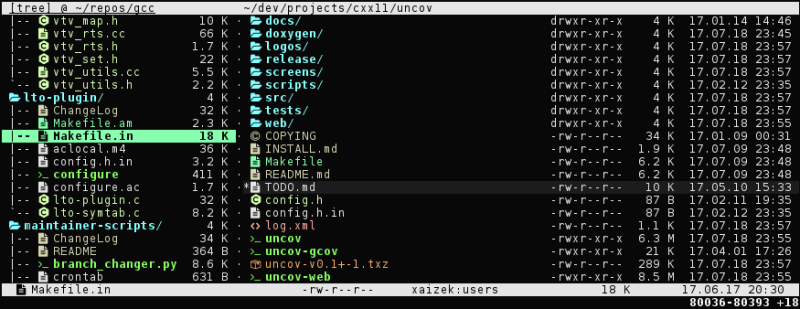 [tree] @ ~/repos/gcc ~/dev/projects/cxx11/uncov
|-- vtv_map.h 10 K · docs/ drwxr-xr-x 4 K 17.01.14 14:46
|-- vtv_rts.cc 66 K · doxygen/ drwxr-xr-x 4 K 17.02.12 23:45
|-- vtv_rts.h 1.7 K · logos/ drwxr-xr-x 4 K 17.07.18 23:57
|-- vtv_set.h 22 K · release/ drwxr-xr-x 4 K 17.07.18 23:57
|-- vtv_utils.cc 5.5 K · screens/ drwxr-xr-x 4 K 17.07.18 23:57
`-- vtv_utils.h 2.2 K · scripts/ drwxr-xr-x 4 K 17.02.12 23:35
lto-plugin/ 4 K · src/ drwxr-xr-x 4 K 17.07.18 23:57
|-- ChangeLog 32 K · tests/ drwxr-xr-x 4 K 17.07.18 23:57
|-- Makefile.am 2.3 K · web/ drwxr-xr-x 4 K 17.07.18 23:57
|-- Makefile.in 18 K · COPYING -rw-r--r-- 34 K 17.01.09 00:31
|-- aclocal.m4 36 K · INSTALL.md -rw-r--r-- 1.9 K 17.07.09 23:48
|-- config.h.in 3.2 K · Makefile -rw-r--r-- 6.2 K 17.07.09 23:48
|-- configure 411 K · README.md -rw-r--r-- 6.2 K 17.07.09 23:48
|-- configure.ac 1.7 K ·*TODO.md -rw-r--r-- 10 K 17.05.10 15:33
|-- lto-plugin.c 32 K · config.h -rw-r--r-- 87 B 17.02.11 19:35
`-- lto-symtab.c 8.2 K · config.h.in -rw-r--r-- 87 B 17.02.12 23:35
maintainer-scripts/ 4 K · log.xml -rw-r--r-- 1.1 K 17.07.18 23:57
|-- ChangeLog 34 K · uncov -rwxr-xr-x 6.3 M 17.07.18 23:55
|-- README 364 B · uncov-gcov -rwxr-xr-x 21 K 17.04.01 17:26
|-- branch_changer.py 8.6 K · uncov-v0.1+-1.txz -rw-r--r-- 289 K 17.07.18 23:57
|-- crontab 631 B · uncov-web -rwxr-xr-x 8.5 M 17.07.18 23:55
Makefile.in -rw-r--r-- xaizek:users 18 K 17.06.17 20:30
80036-80393 +18